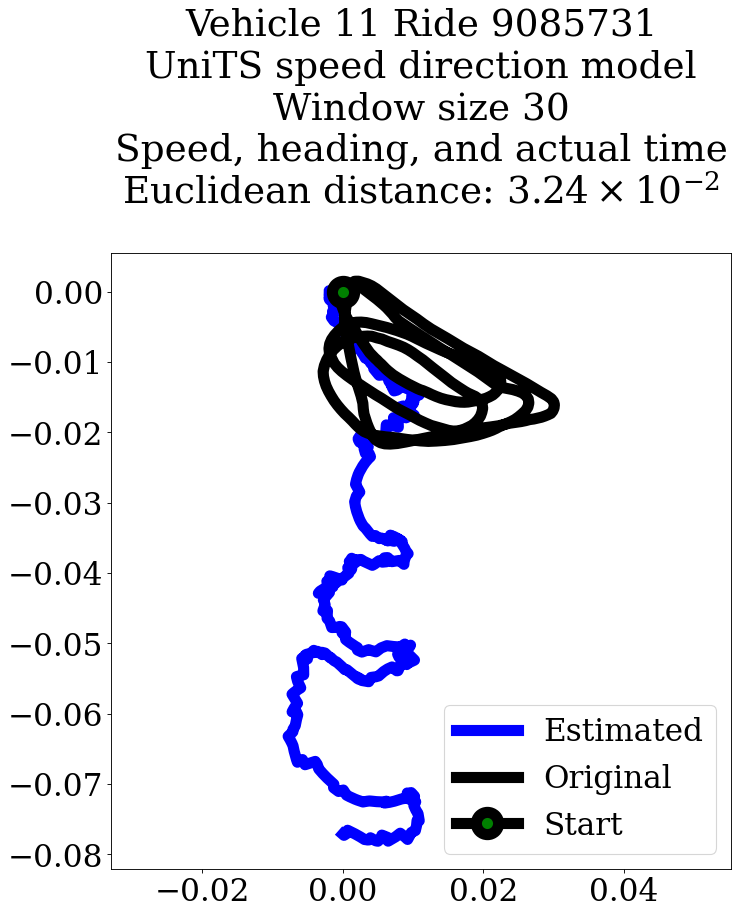 Vehicle 11 Ride 9085731
UniTS speed direction model
Window size 30
Speed, heading, and actual time
Euclidean distance: 3.24 × 10⁻²
0.00
−0.01
−0.02
−0.03
−0.04
−0.05
−0.06
−0.07
−0.08
Estimated
Original
Start
−0.02 0.00 0.02 0.04